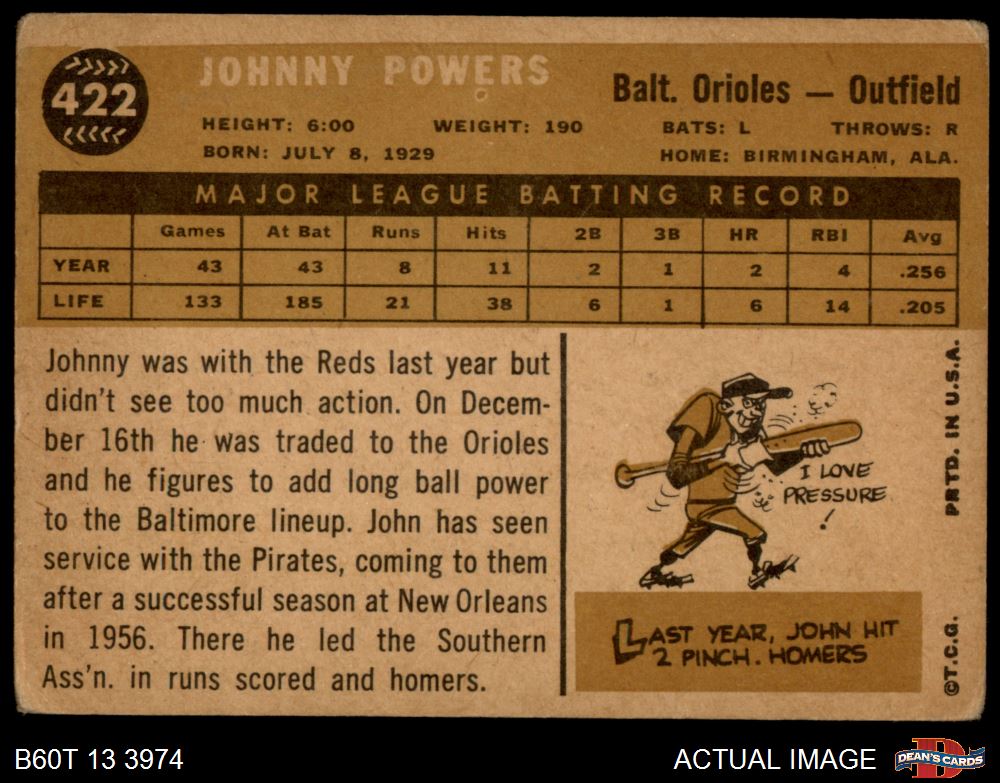 422
JOHNNY POWERS
Balt. Orioles — Outfield
HEIGHT: 6:00 WEIGHT: 190 BATS: L THROWS: R
BORN: JULY 8, 1929 HOME: BIRMINGHAM, ALA.
MAJOR LEAGUE BATTING RECORD
Games At Bat Runs Hits 2B 3B HR RBI Avg
YEAR 43 43 8 11 2 1 2 4 .256
LIFE 133 185 21 38 6 1 6 14 .205
Johnny was with the Reds last year but
didn't see too much action. On Decem-
ber 16th he was traded to the Orioles
and he figures to add long ball power
to the Baltimore lineup. John has seen
service with the Pirates, coming to them
after a successful season at New Orleans
in 1956. There he led the Southern
Ass'n. in runs scored and homers.
I LOVE
PRESSURE
!
LAST YEAR, JOHN HIT
2 PINCH. HOMERS
©T.C.G. PRTD. IN U.S.A.
B60T 13 3974
ACTUAL IMAGE
D
DEAN'S CARDS